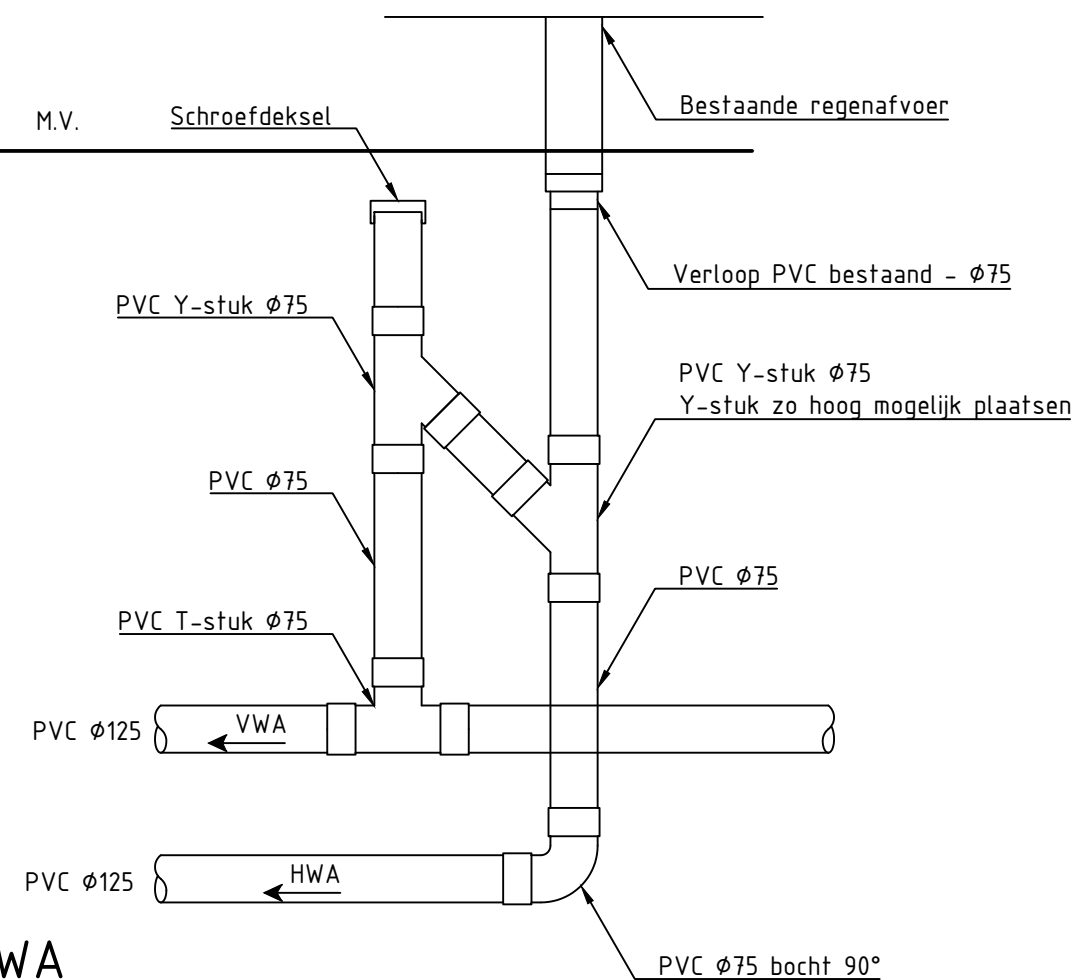 M.V.
Schroefdeksel
Bestaande regenafvoer
Verloop PVC bestaand - Ø75
PVC Y-stuk Ø75
PVC Y-stuk Ø75
Y-stuk zo hoog mogelijk plaatsen
PVC Ø75
PVC Ø75
PVC T-stuk Ø75
PVC Ø125
VWA
PVC Ø125
HWA
WA
PVC Ø75 bocht 90°